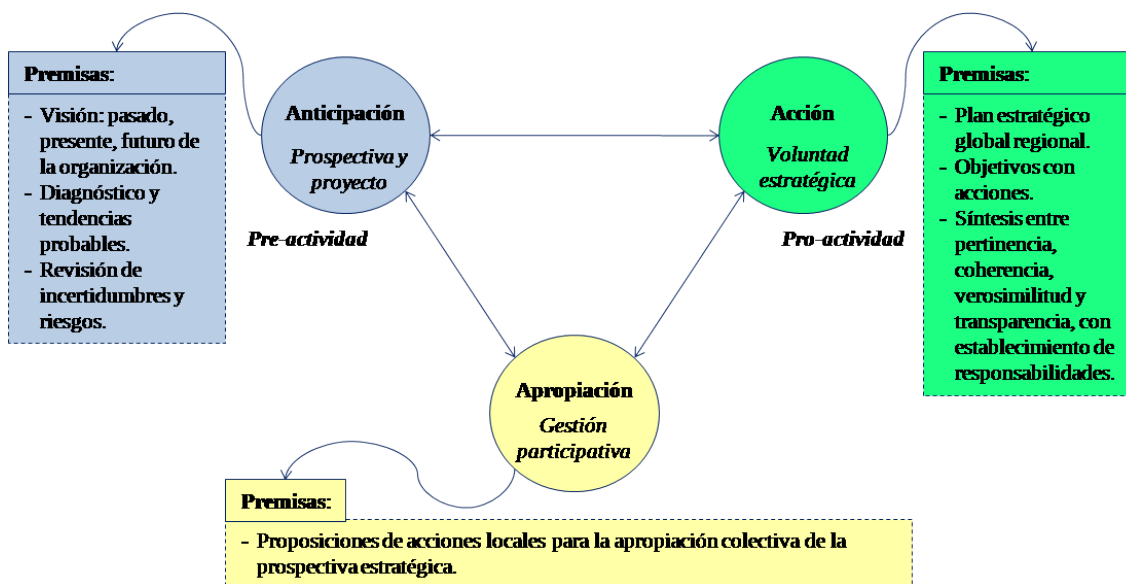 Premisas:
- Visión: pasado,
presente, futuro de
la organización.
- Diagnóstico y
tendencias
probables.
- Revisión de
incertidumbres y
riesgos.
Anticipación
Prospectiva y
proyecto
Pre-actividad
Acción
Voluntad
estratégica
Pro-actividad
Premisas:
- Plan estratégico
global regional.
- Objetivos con
acciones.
- Síntesis entre
pertinencia,
coherencia,
verosimilitud y
transparencia, con
establecimiento de
responsabilidades.
Apropiación
Gestión
participativa
Premisas:
- Proposiciones de acciones locales para la apropiación colectiva de la
prospectiva estratégica.